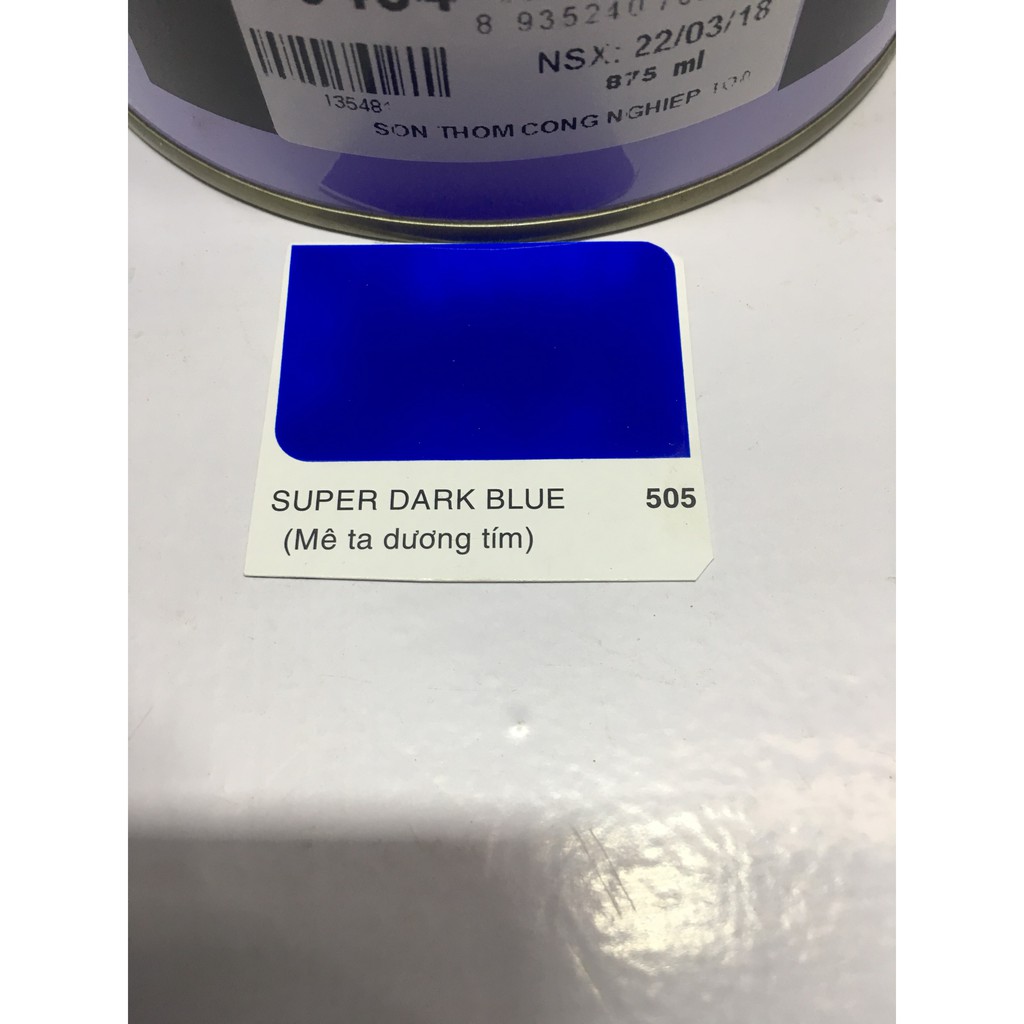 8 935240
NSX: 22/03/18
875 ml
135481
SON THOM CONG NGHIEP
SUPER DARK BLUE 505
(Mê ta dương tím)